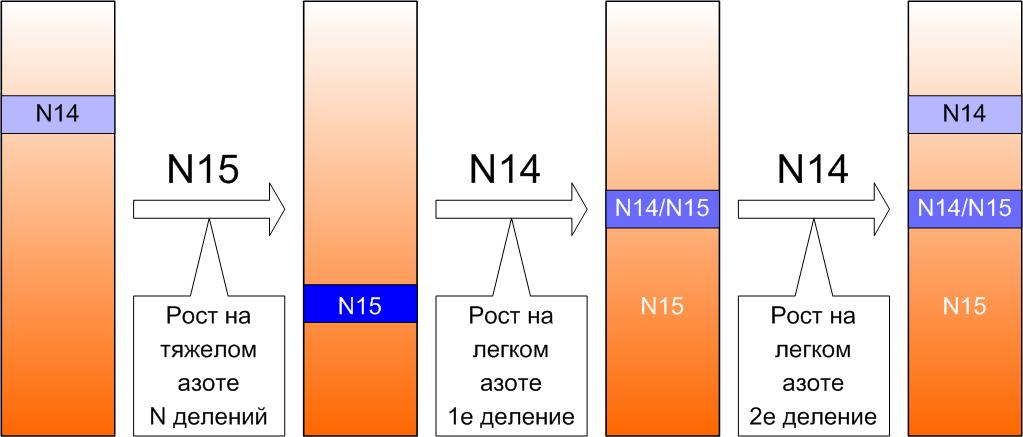 N14
N15
Рост на
тяжелом
азоте
N делений
N15
N14
Рост на
легком
азоте
1е деление
N14/N15
N15
N14
Рост на
легком
азоте
2е деление
N14
N14/N15
N15